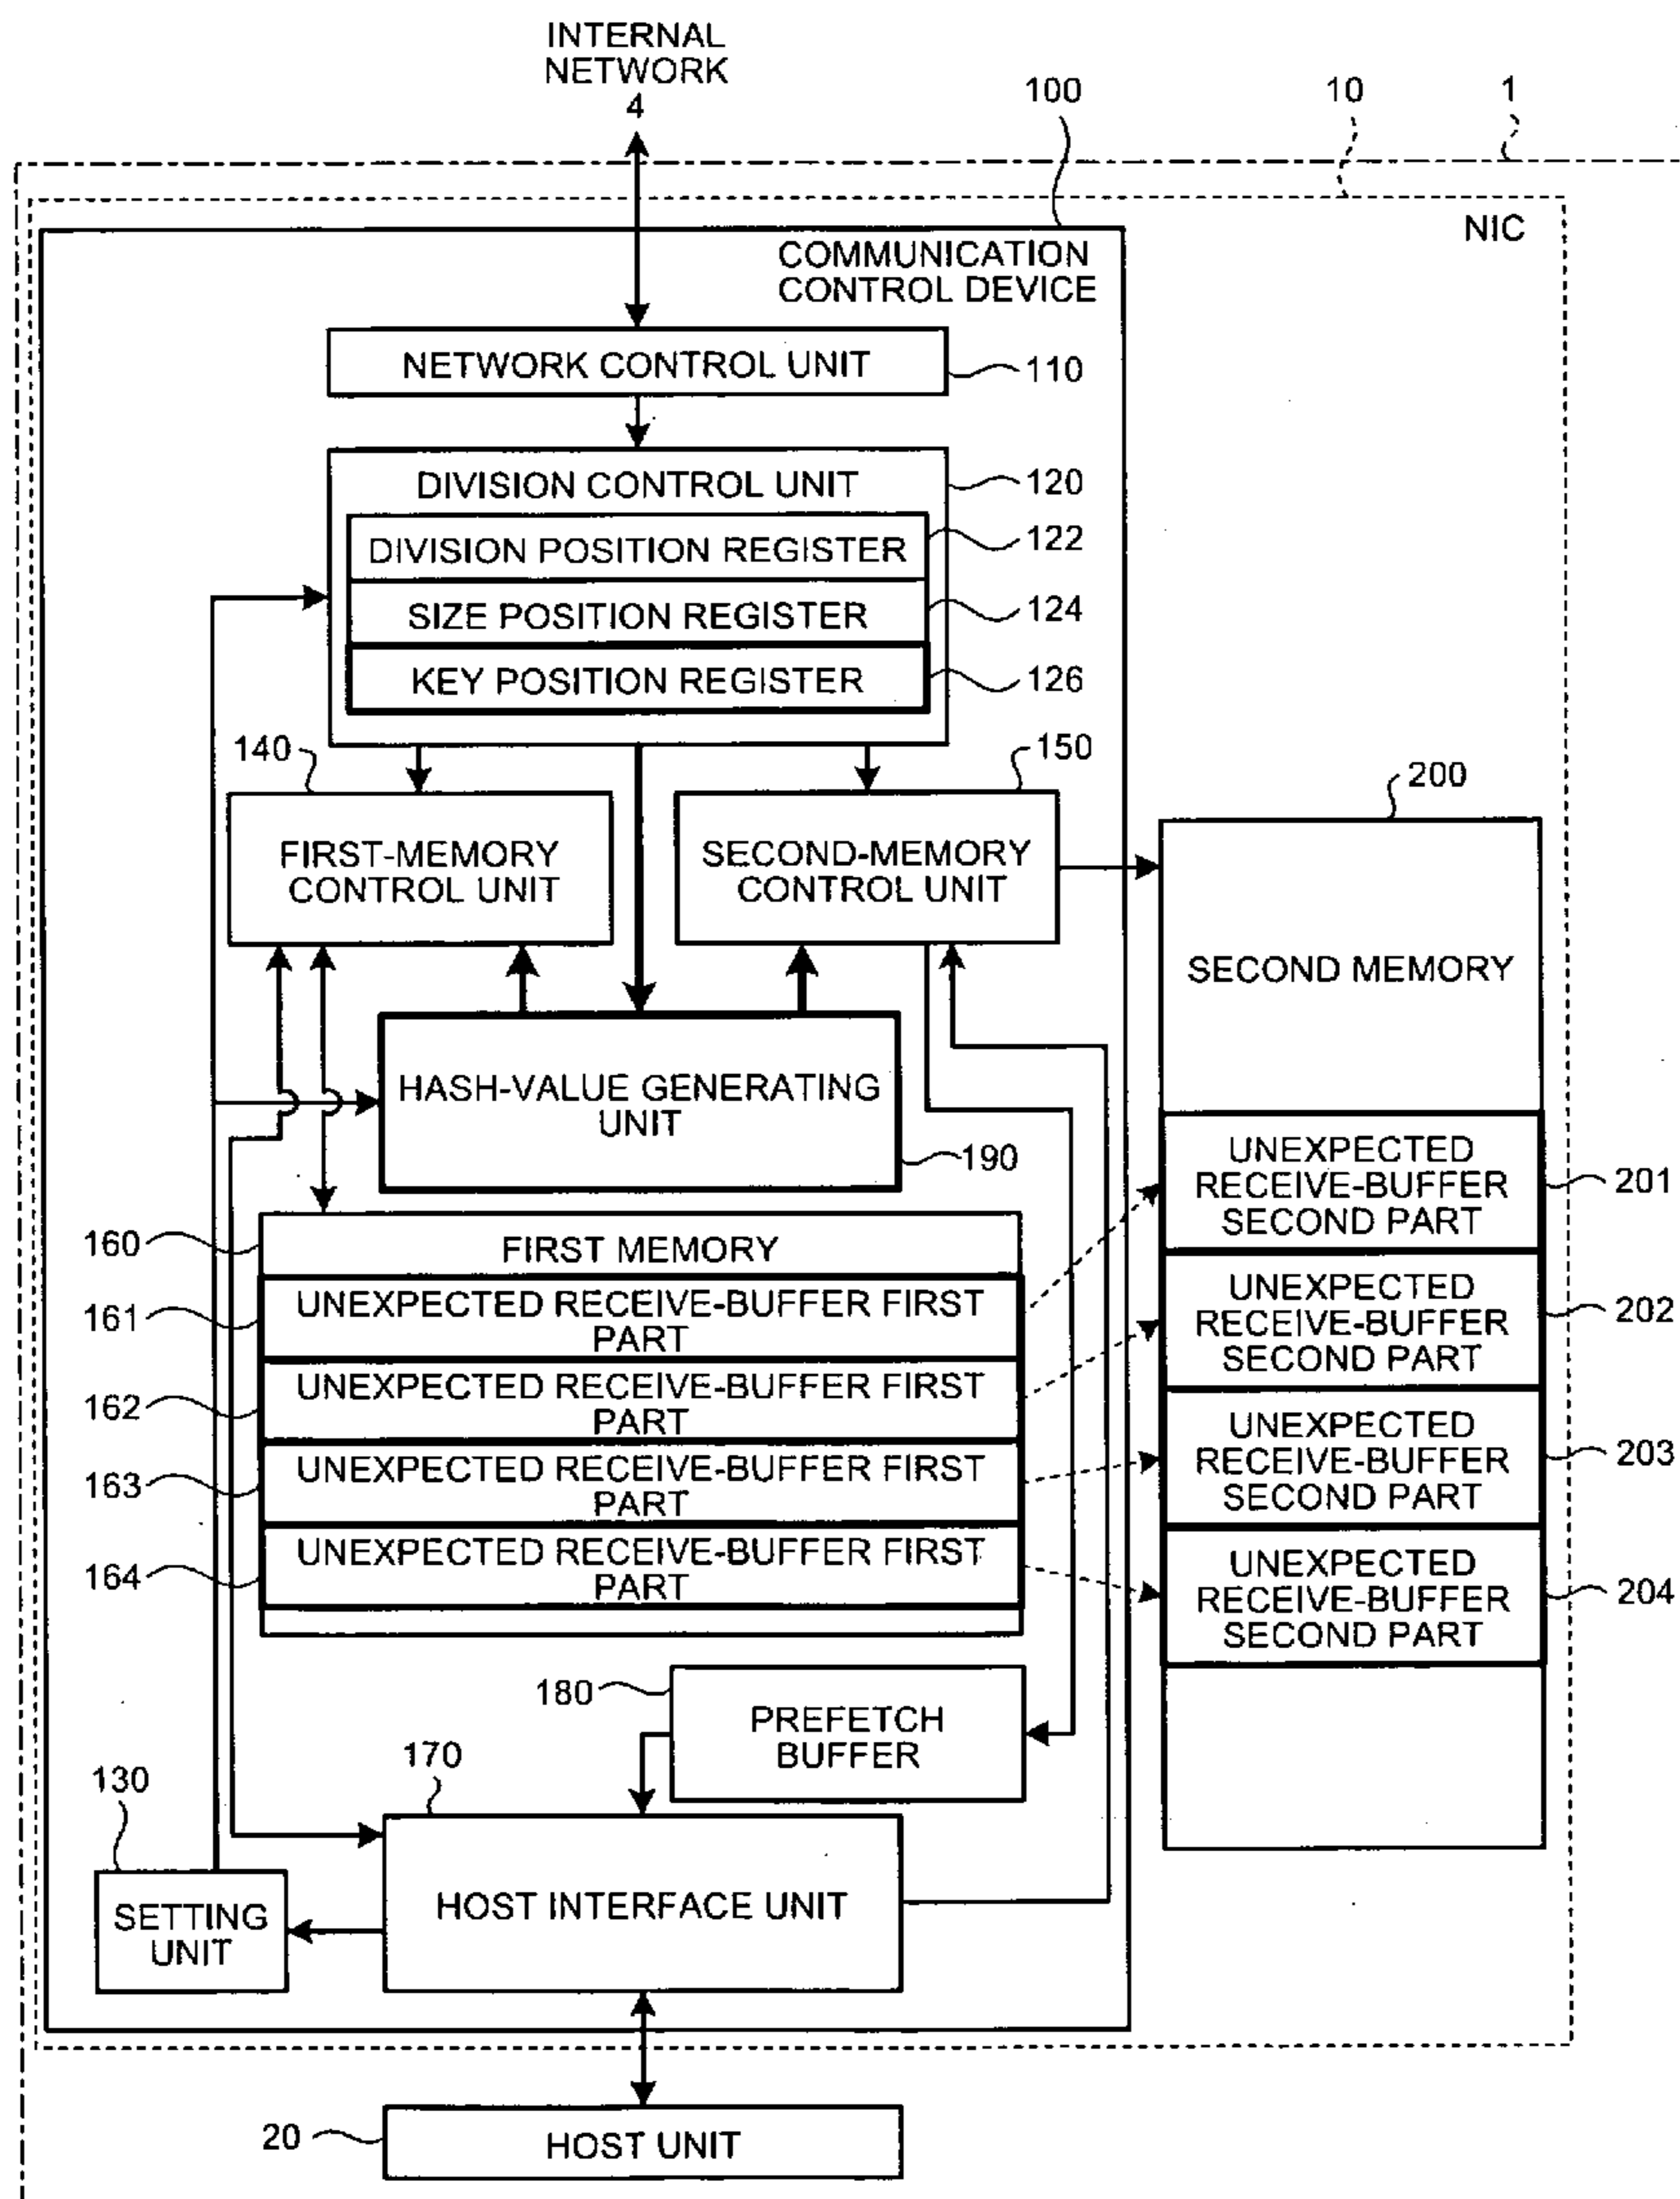 INTERNAL
NETWORK
4
100
10
1
NIC
COMMUNICATION
CONTROL DEVICE
NETWORK CONTROL UNIT
110
DIVISION CONTROL UNIT
120
DIVISION POSITION REGISTER
122
SIZE POSITION REGISTER
124
KEY POSITION REGISTER
126
140
150
200
FIRST-MEMORY
CONTROL UNIT
SECOND-MEMORY
CONTROL UNIT
SECOND MEMORY
HASH-VALUE GENERATING
UNIT
190
UNEXPECTED
RECEIVE-BUFFER
SECOND PART
201
160
FIRST MEMORY
161
UNEXPECTED RECEIVE-BUFFER FIRST
PART
UNEXPECTED
RECEIVE-BUFFER
SECOND PART
202
162
UNEXPECTED RECEIVE-BUFFER FIRST
PART
UNEXPECTED
RECEIVE-BUFFER
SECOND PART
203
163
UNEXPECTED RECEIVE-BUFFER FIRST
PART
164
UNEXPECTED RECEIVE-BUFFER FIRST
PART
UNEXPECTED
RECEIVE-BUFFER
SECOND PART
204
180
PREFETCH
BUFFER
170
130
SETTING
UNIT
HOST INTERFACE UNIT
20
HOST UNIT